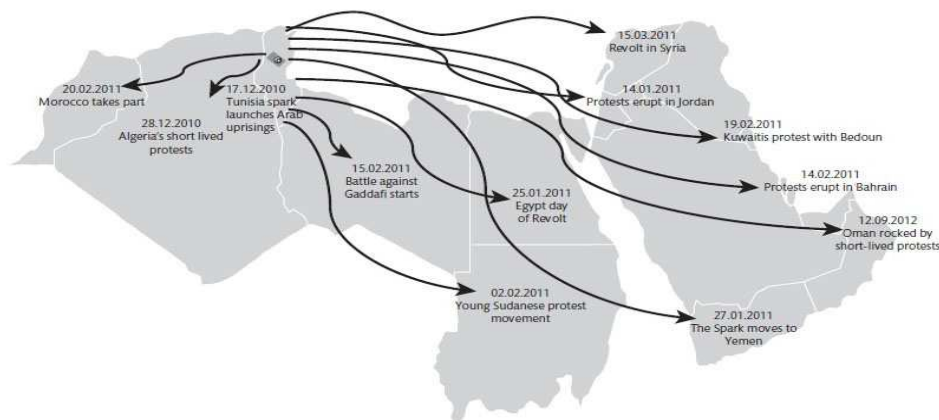 15.03.2011
Revolt in Syria
20.02.2011
Morocco takes part
17.12.2010
Tunisia spark
launches Arab
uprisings
14.01.2011
Protests erupt in Jordan
28.12.2010
Algeria's short lived
protests
19.02.2011
Kuwaitis protest with Bedoun
15.02.2011
Battle against
Gaddafi starts
14.02.2011
Protests erupt in Bahrain
25.01.2011
Egypt day
of Revolt
12.09.2012
Oman rocked by
short-lived protests
02.02.2011
Young Sudanese protest
movement
27.01.2011
The Spark moves to
Yemen